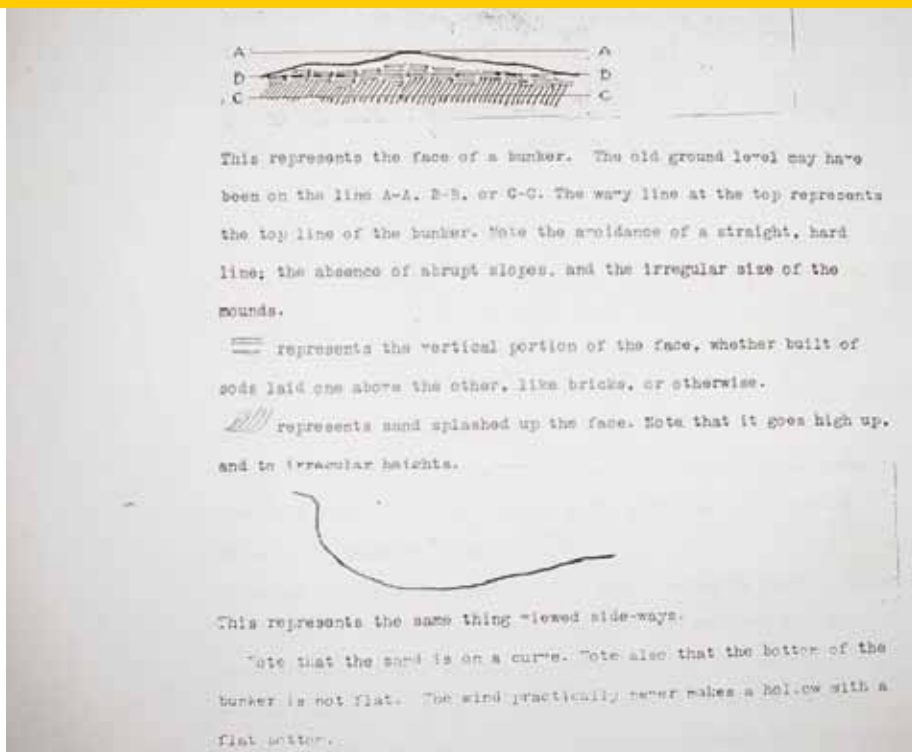 A A
D D
C C
This represents the face of a bunker. The old ground level may have
been on the line A-A, B-B, or C-C. The wavy line at the top represents
the top line of the bunker. Note the avoidance of a straight, hard
line; the absence of abrupt slopes, and the irregular size of the
mounds.
represents the vertical portion of the face, whether built of
sods laid one above the other, like bricks, or otherwise.
represents sand splashed up the face. Note that it goes high up,
and to irregular heights.
This represents the same thing viewed side-ways.
Note that the sand is on a curve. Note also that the bottom of the
bunker is not flat. The wind practically never makes a hollow with a
flat bottom.